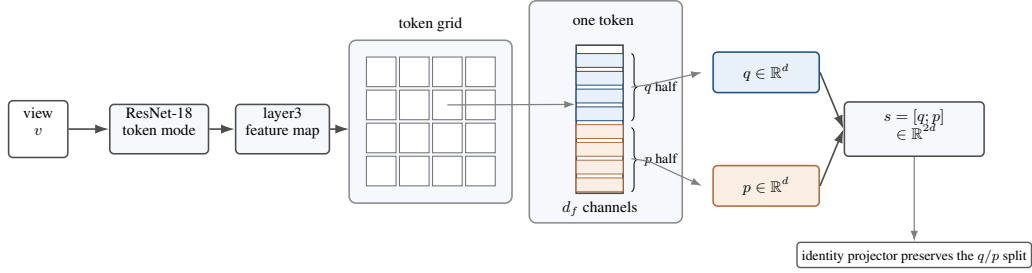 token grid
one token
view
v
ResNet-18
token mode
layer3
feature map
q half
p half
d_f channels
q ∈ ℝ^d
p ∈ ℝ^d
s = [q; p]
∈ ℝ^{2d}
identity projector preserves the q/p split